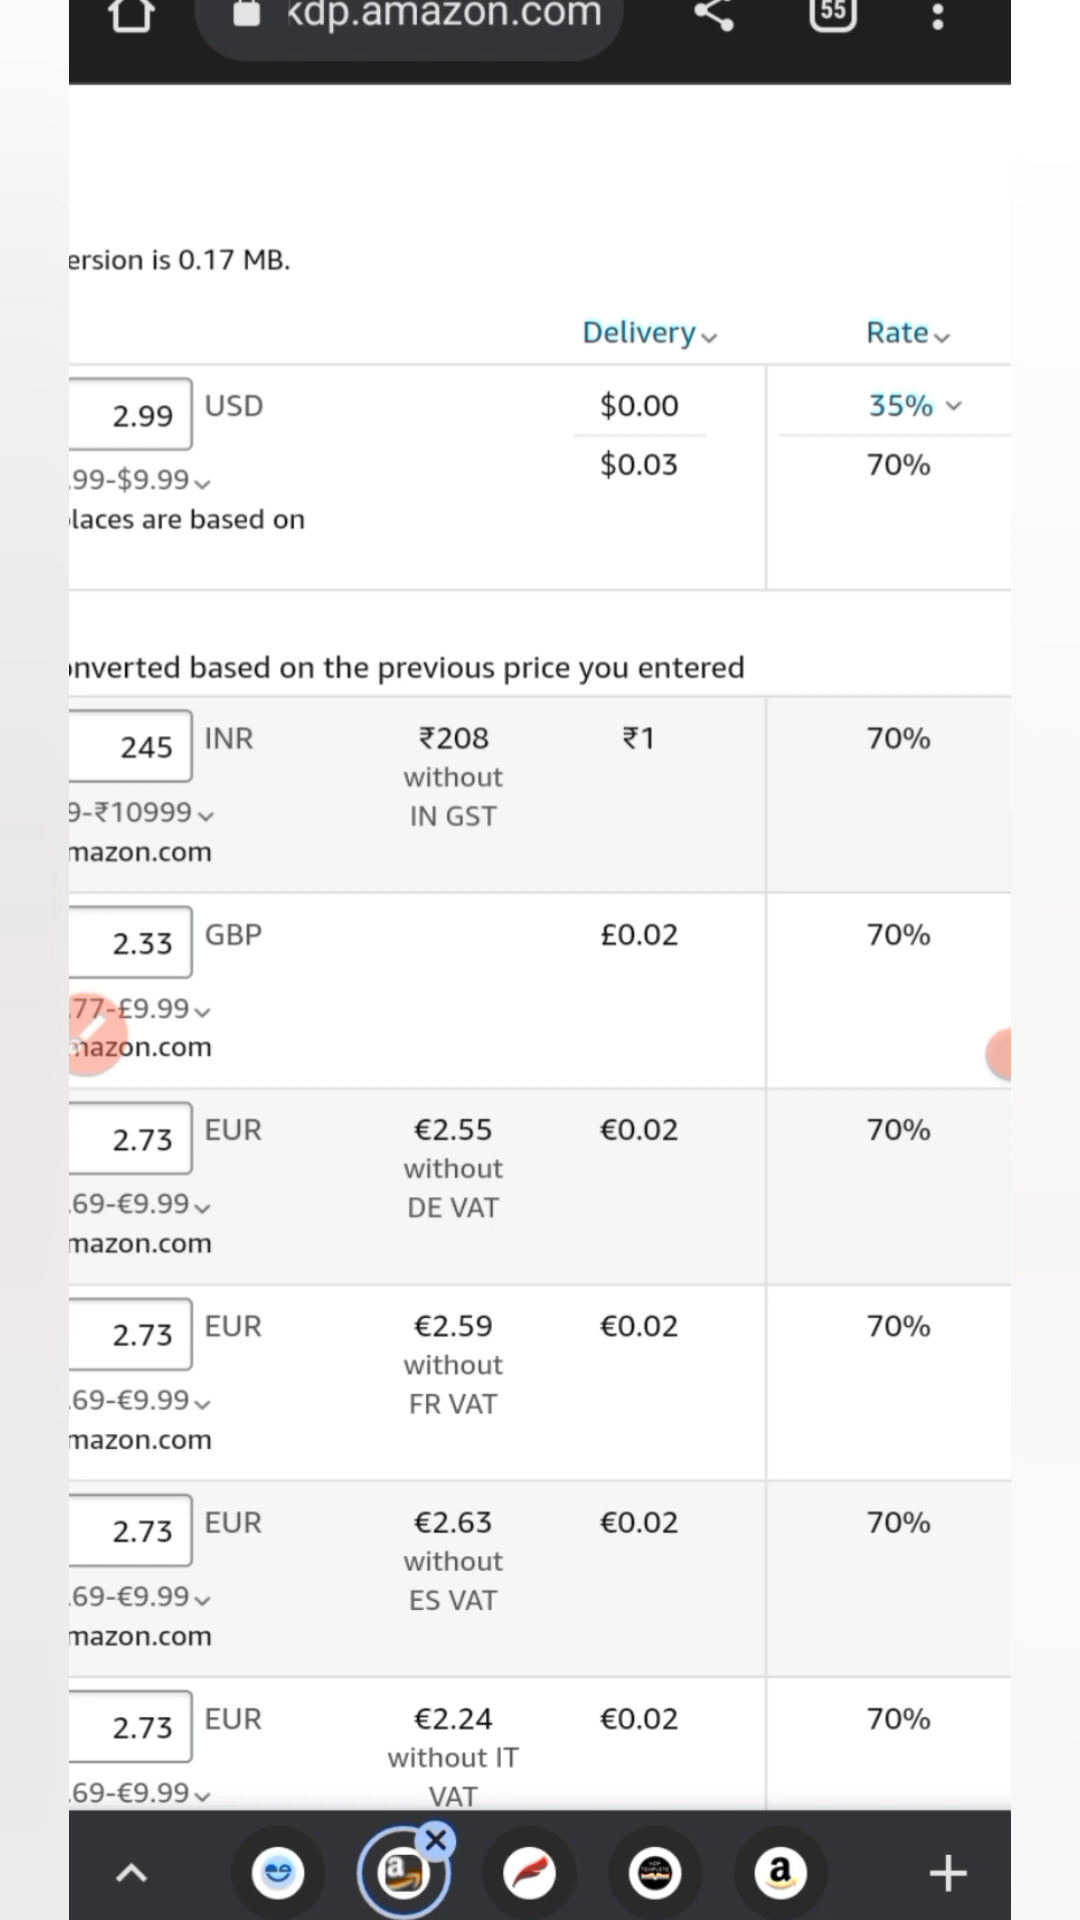 kdp.amazon.com
55
ersion is 0.17 MB.
Delivery Rate
2.99 USD $0.00 35%
$0.03 70%
.99-$9.99
laces are based on
onverted based on the previous price you entered
245 INR ₹208 ₹1 70%
without
IN GST
9-₹10999
mazon.com
2.33 GBP £0.02 70%
.77-£9.99
mazon.com
2.73 EUR €2.55 €0.02 70%
without
DE VAT
.69-€9.99
mazon.com
2.73 EUR €2.59 €0.02 70%
without
FR VAT
.69-€9.99
mazon.com
2.73 EUR €2.63 €0.02 70%
without
ES VAT
.69-€9.99
mazon.com
2.73 EUR €2.24 €0.02 70%
without IT
VAT
.69-€9.99
a
a